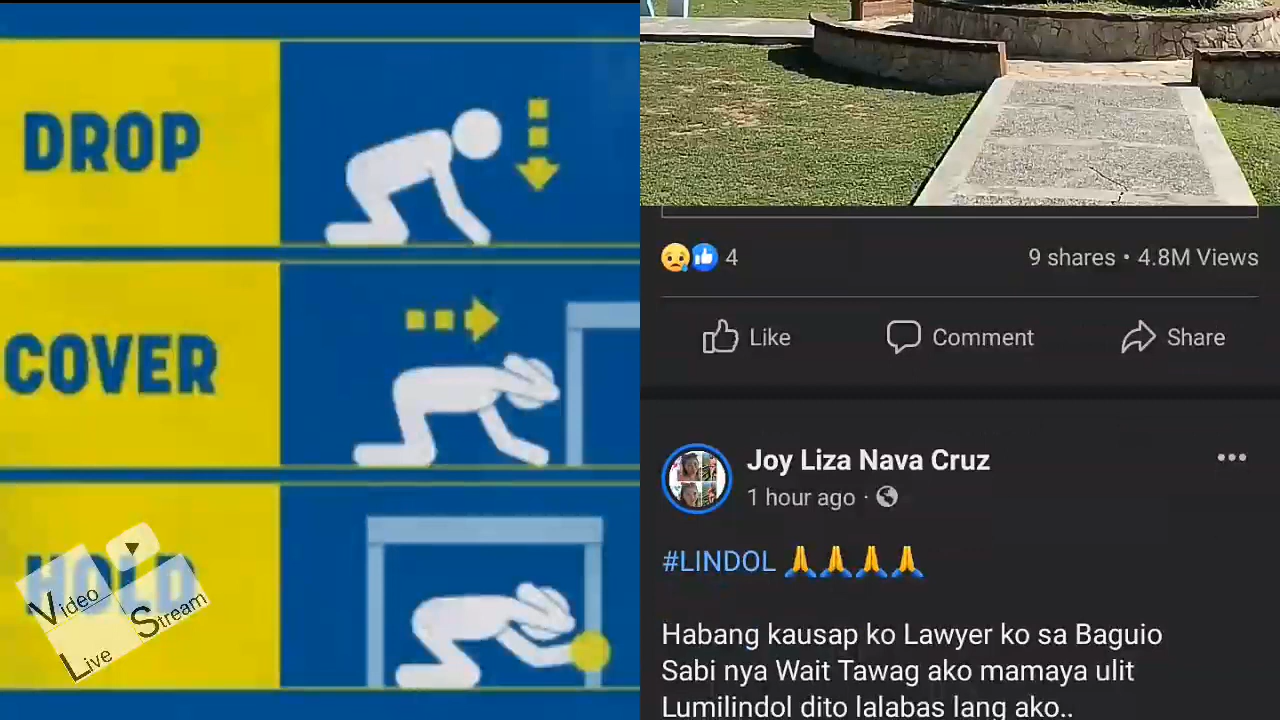 DROP
COVER
HOLD
Video
Live
Stream
4
9 shares • 4.8M Views
Like
Comment
Share
Joy Liza Nava Cruz
1 hour ago ·
#LINDOL 🙏🙏🙏🙏
Habang kausap ko Lawyer ko sa Baguio
Sabi nya Wait Tawag ako mamaya ulit
Lumilindol dito lalabas lang ako..